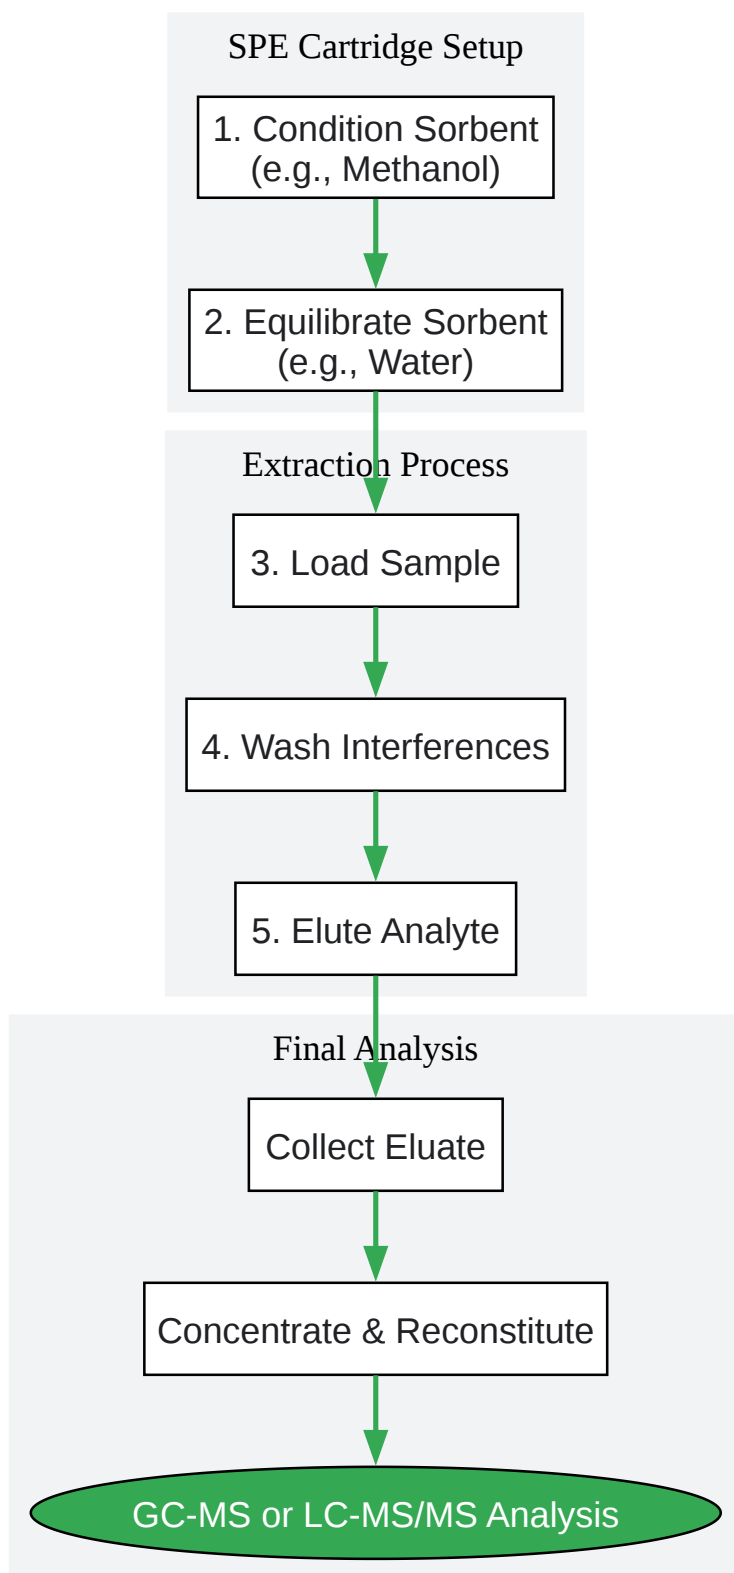 SPE Cartridge Setup
1. Condition Sorbent
(e.g., Methanol)
2. Equilibrate Sorbent
(e.g., Water)
Extraction Process
3. Load Sample
4. Wash Interferences
5. Elute Analyte
Final Analysis
Collect Eluate
Concentrate & Reconstitute
GC-MS or LC-MS/MS Analysis